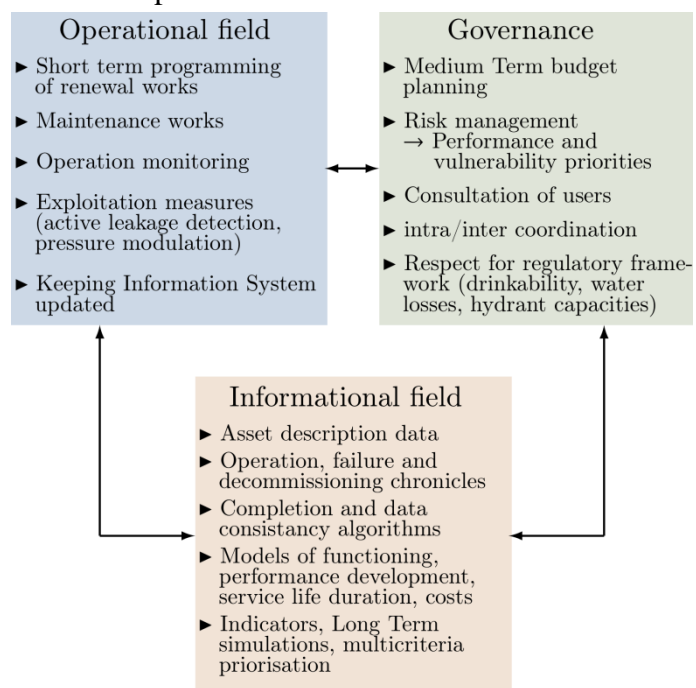 Operational field
► Short term programming
of renewal works
► Maintenance works
► Operation monitoring
► Exploitation measures
(active leakage detection,
pressure modulation)
► Keeping Information System
updated
Governance
► Medium Term budget
planning
► Risk management
→ Performance and
vulnerability priorities
► Consultation of users
► intra/inter coordination
► Respect for regulatory frame-
work (drinkability, water
losses, hydrant capacities)
Informational field
► Asset description data
► Operation, failure and
decommissioning chronicles
► Completion and data
consistancy algorithms
► Models of functioning,
performance development,
service life duration, costs
► Indicators, Long Term
simulations, multicriteria
priorisation